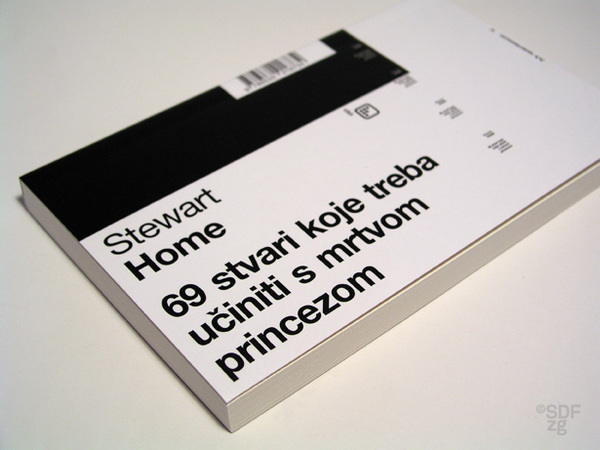 Stewart
Home
69 stvari koje treba
učiniti s mrtvom
princezom
©SDF
zg